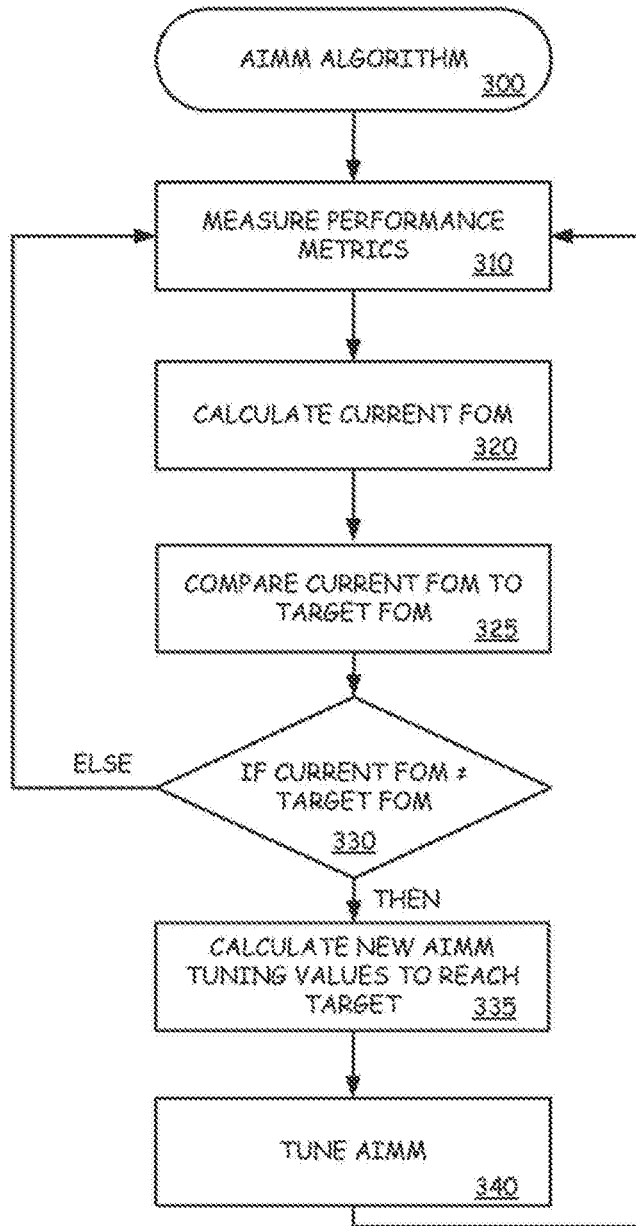 AIMM ALGORITHM
300
MEASURE PERFORMANCE
METRICS
310
CALCULATE CURRENT FOM
320
COMPARE CURRENT FOM TO
TARGET FOM
325
ELSE
IF CURRENT FOM ≠
TARGET FOM
330
THEN
CALCULATE NEW AIMM
TUNING VALUES TO REACH
TARGET
335
TUNE AIMM
340